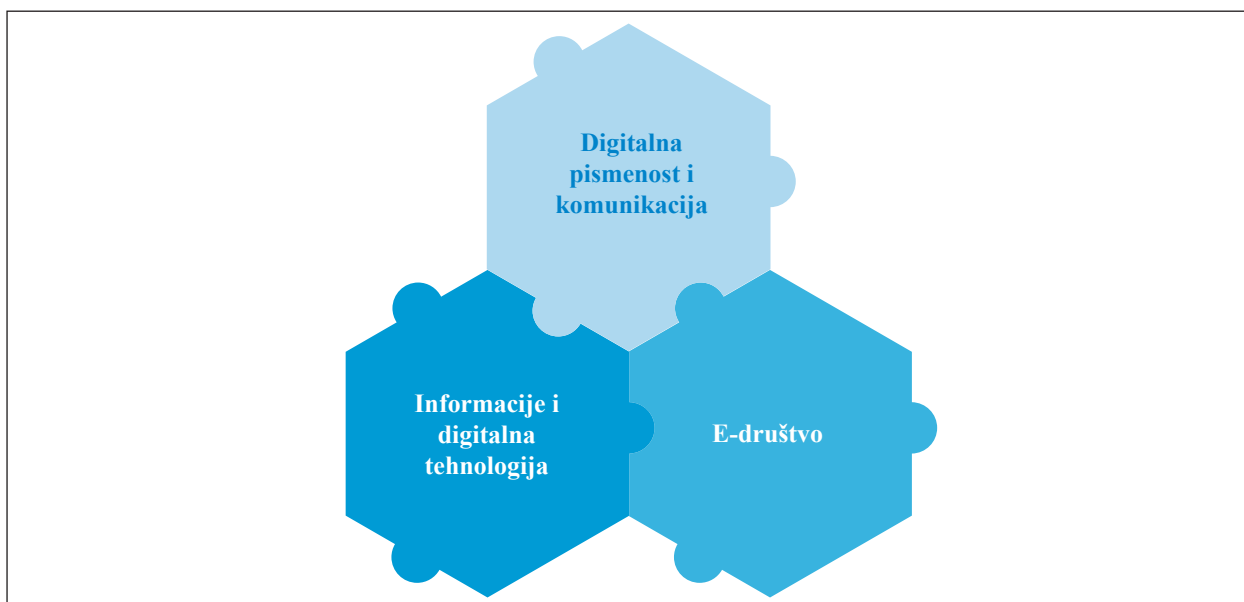 Digitalna
pismenost i
komunikacija
Informacije i
digitalna
tehnologija
E-društvo